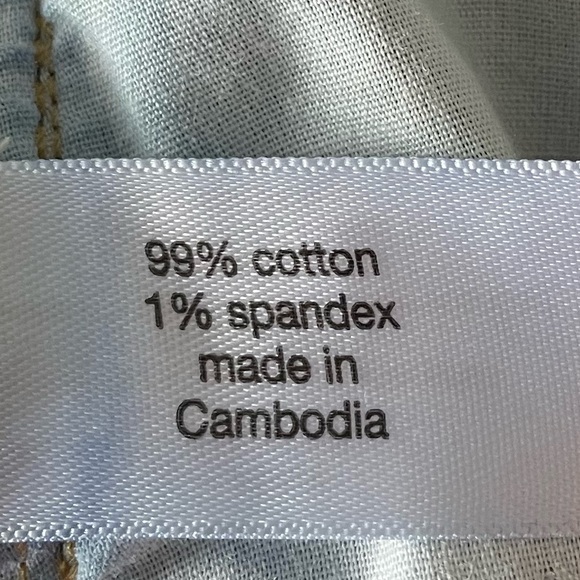 99% cotton
1% spandex
made in
Cambodia